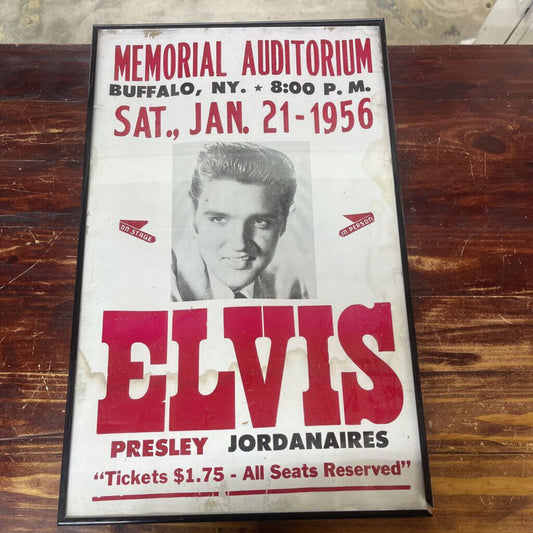 MEMORIAL AUDITORIUM
BUFFALO, NY. ★ 8:00 P. M.
SAT., JAN. 21-1956
ON STAGE
IN PERSON
ELVIS
PRESLEY JORDANAIRES
"Tickets $1.75 - All Seats Reserved"